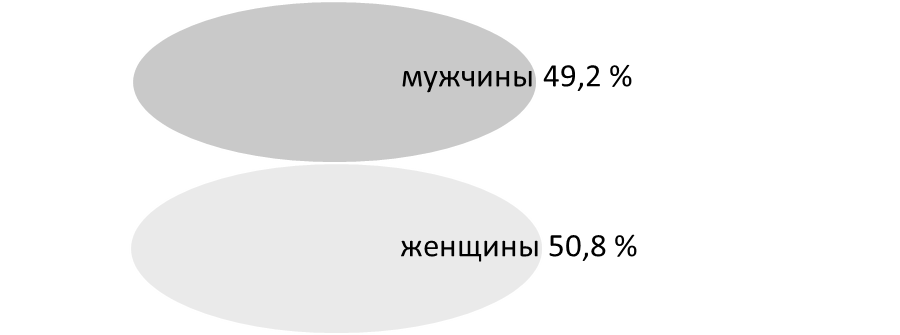 мужчины 49,2 %
женщины 50,8 %